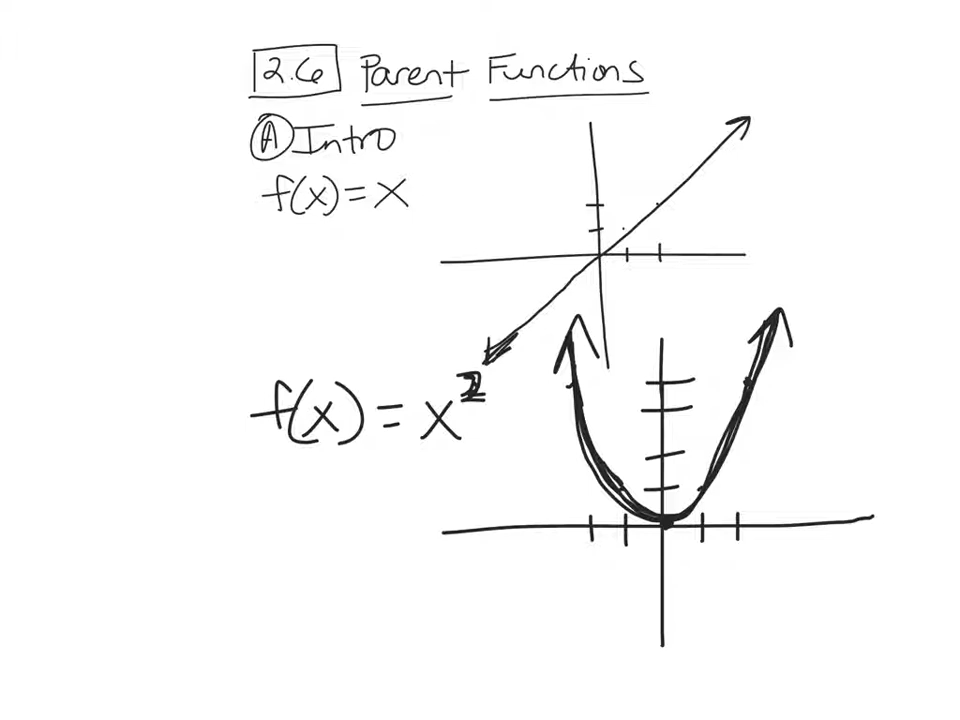 2.6 Parent Functions
A Intro
f(x) = x
f(x) = x²